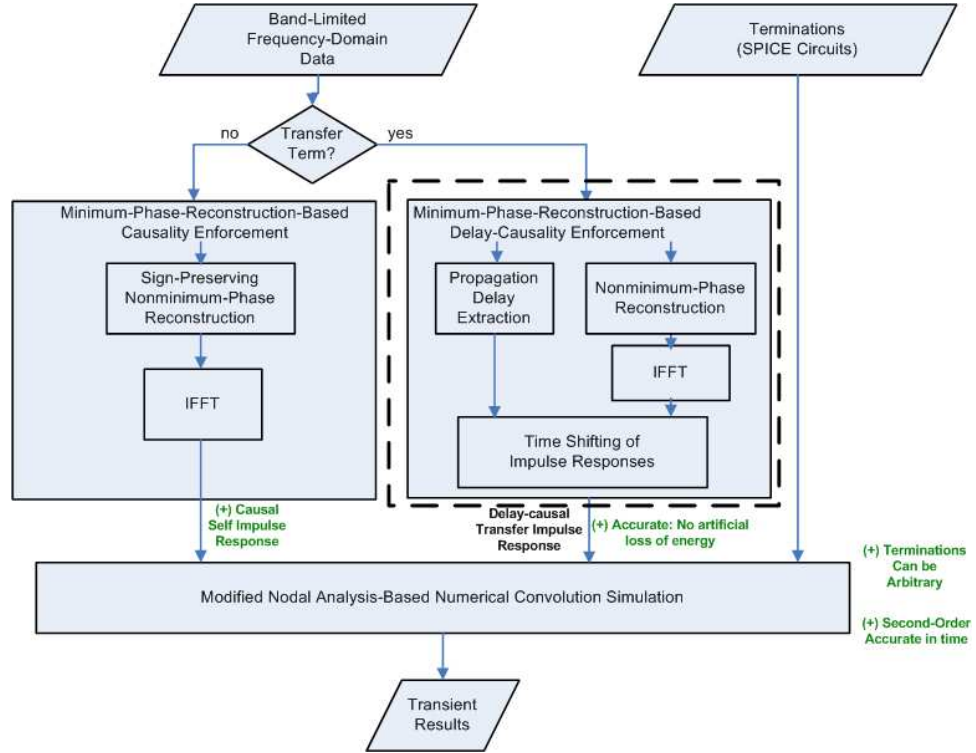 Band-Limited
Frequency-Domain
Data
Terminations
(SPICE Circuits)
no
Transfer
Term?
yes
Minimum-Phase-Reconstruction-Based
Causality Enforcement
Sign-Preserving
Nonminimum-Phase
Reconstruction
IFFT
Minimum-Phase-Reconstruction-Based
Delay-Causality Enforcement
Propagation
Delay
Extraction
Nonminimum-Phase
Reconstruction
IFFT
Time Shifting of
Impulse Responses
(+) Causal
Self Impulse
Response
Delay-causal
Transfer Impulse
Response
(+) Accurate: No artificial
loss of energy
(+) Terminations
Can be
Arbitrary
Modified Nodal Analysis-Based Numerical Convolution Simulation
(+) Second-Order
Accurate in time
Transient
Results